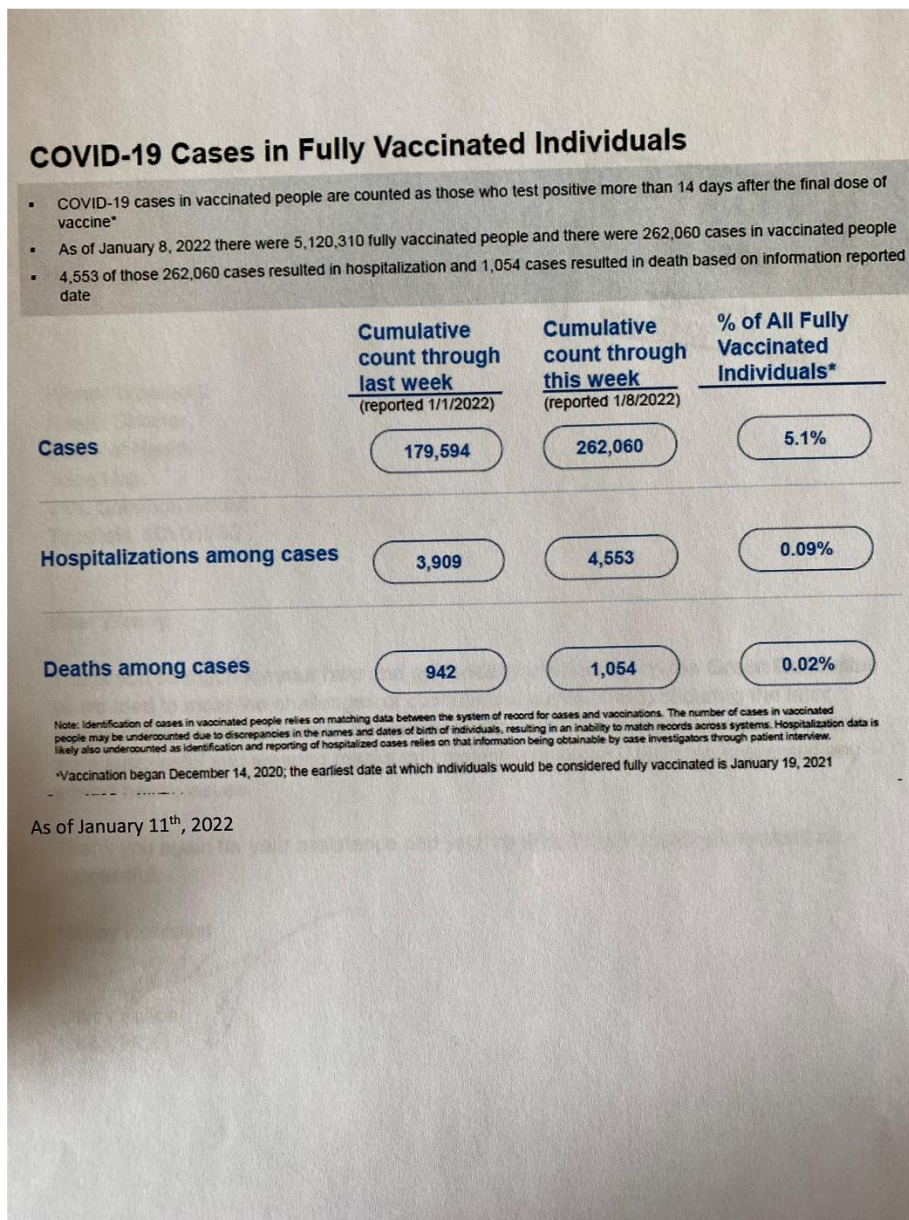 COVID-19 Cases in Fully Vaccinated Individuals
▪ COVID-19 cases in vaccinated people are counted as those who test positive more than 14 days after the final dose of
vaccine*
▪ As of January 8, 2022 there were 5,120,310 fully vaccinated people and there were 262,060 cases in vaccinated people
▪ 4,553 of those 262,060 cases resulted in hospitalization and 1,054 cases resulted in death based on information reported
date
Cumulative
count through
last week
(reported 1/1/2022)
Cumulative
count through
this week
(reported 1/8/2022)
% of All Fully
Vaccinated
Individuals*
Cases 179,594 262,060 5.1%
Hospitalizations among cases 3,909 4,553 0.09%
Deaths among cases 942 1,054 0.02%
Note: Identification of cases in vaccinated people relies on matching data between the system of record for cases and vaccinations. The number of cases in vaccinated
people may be undercounted due to discrepancies in the names and dates of birth of individuals, resulting in an inability to match records across systems. Hospitalization data is
likely also undercounted as identification and reporting of hospitalized cases relies on that information being obtainable by case investigators through patient interview.
*Vaccination began December 14, 2020; the earliest date at which individuals would be considered fully vaccinated is January 19, 2021
As of January 11th, 2022